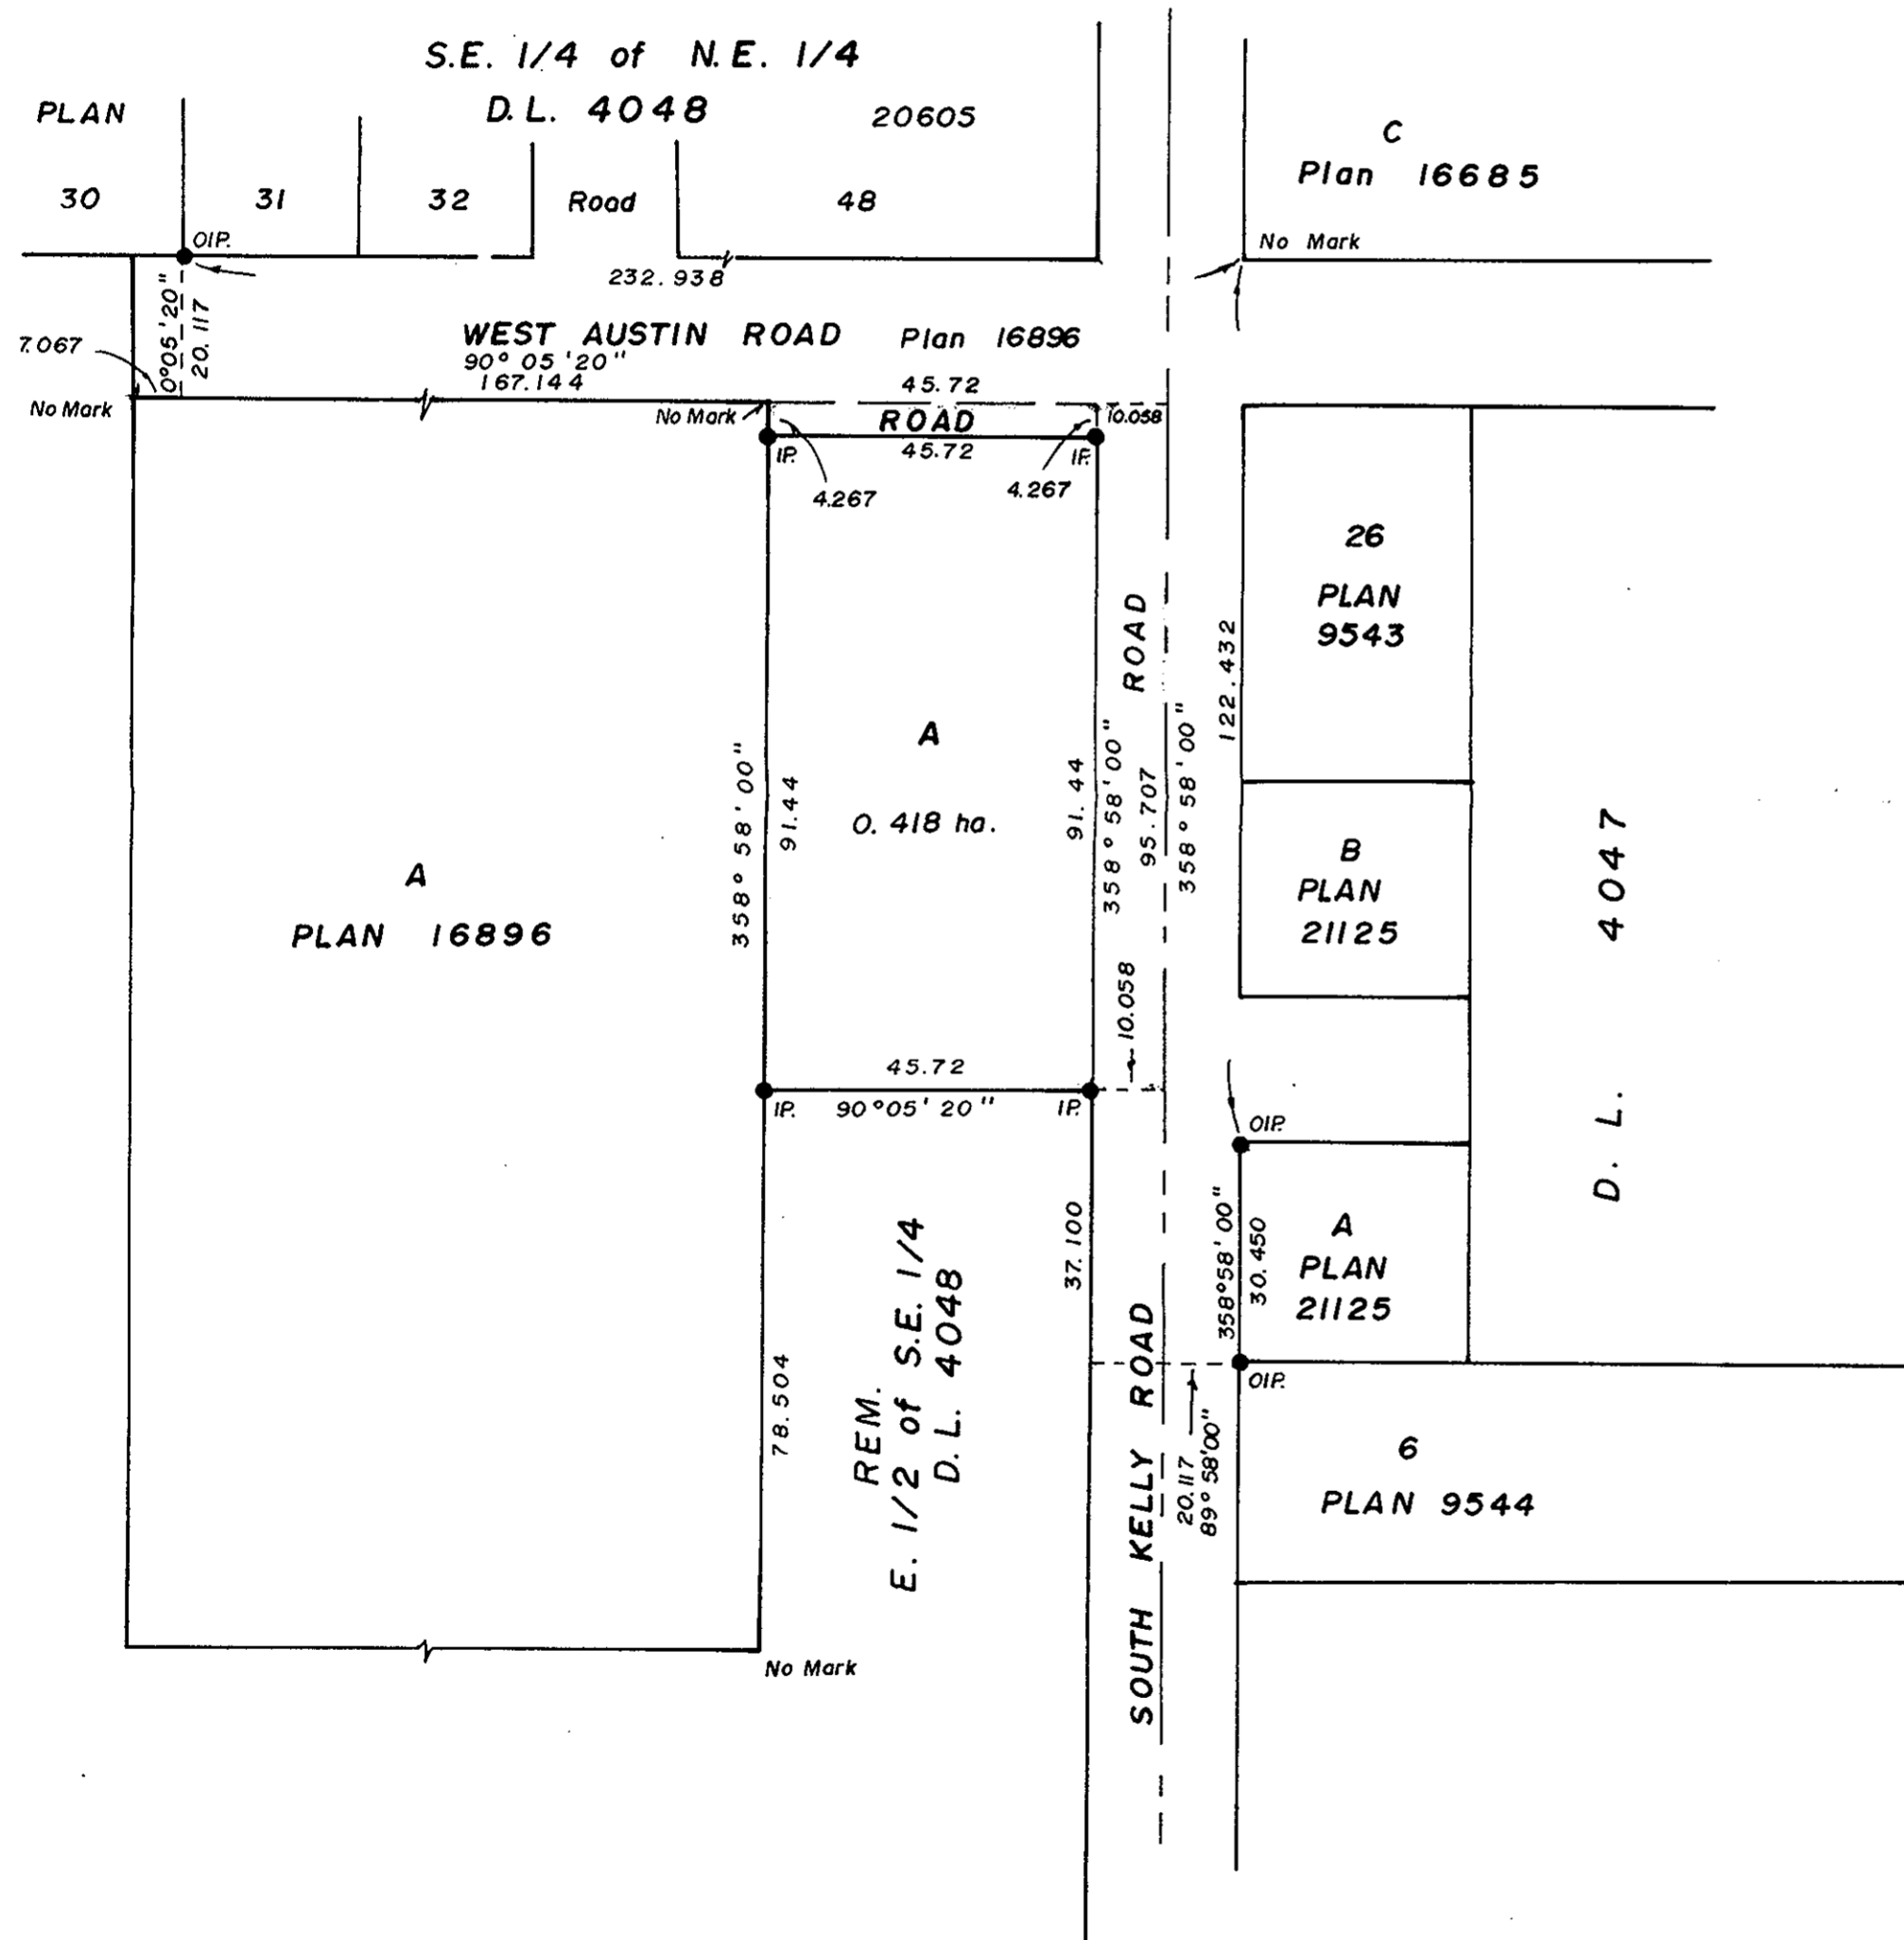 S.E. 1/4 of N.E. 1/4
D.L. 4048
PLAN
20605
C
Plan 16685
30
31
32
Road
48
OIP.
No Mark
232.938
0°05'20"
20.117
7.067
WEST AUSTIN ROAD Plan 16896
90° 05 '20"
167.144
45.72
No Mark
No Mark
ROAD
10.058
IP.
45.72
IP.
4.267
4.267
26
PLAN
9543
ROAD
122.432
A
0.418 ha.
358° 58 ' 00"
91.44
91.44
358° 58 ' 00"
95.707
358° 58 ' 00"
B
PLAN
21125
D. L. 4047
A
PLAN 16896
10.058
45.72
IP.
90°05' 20"
IP.
OIP.
37.100
358°58' 00"
30.450
A
PLAN
21125
78.504
REM.
E. 1/2 of S.E. 1/4
D.L. 4048
SOUTH KELLY ROAD
OIP.
20.117
89° 58'00"
6
PLAN 9544
No Mark